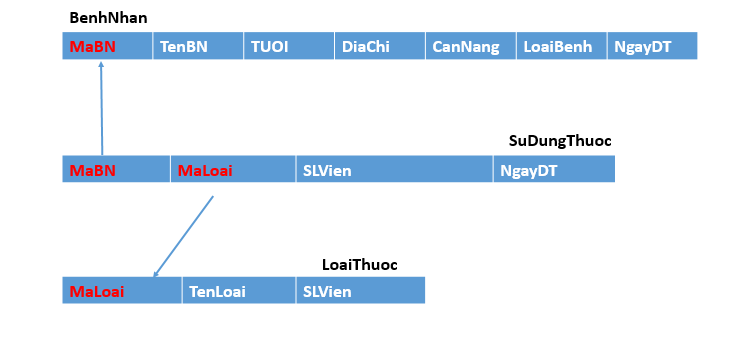 BenhNhan
MaBN TenBN TUOI DiaChi CanNang LoaiBenh NgayDT
SuDungThuoc
MaBN MaLoai SLVien NgayDT
LoaiThuoc
MaLoai TenLoai SLVien